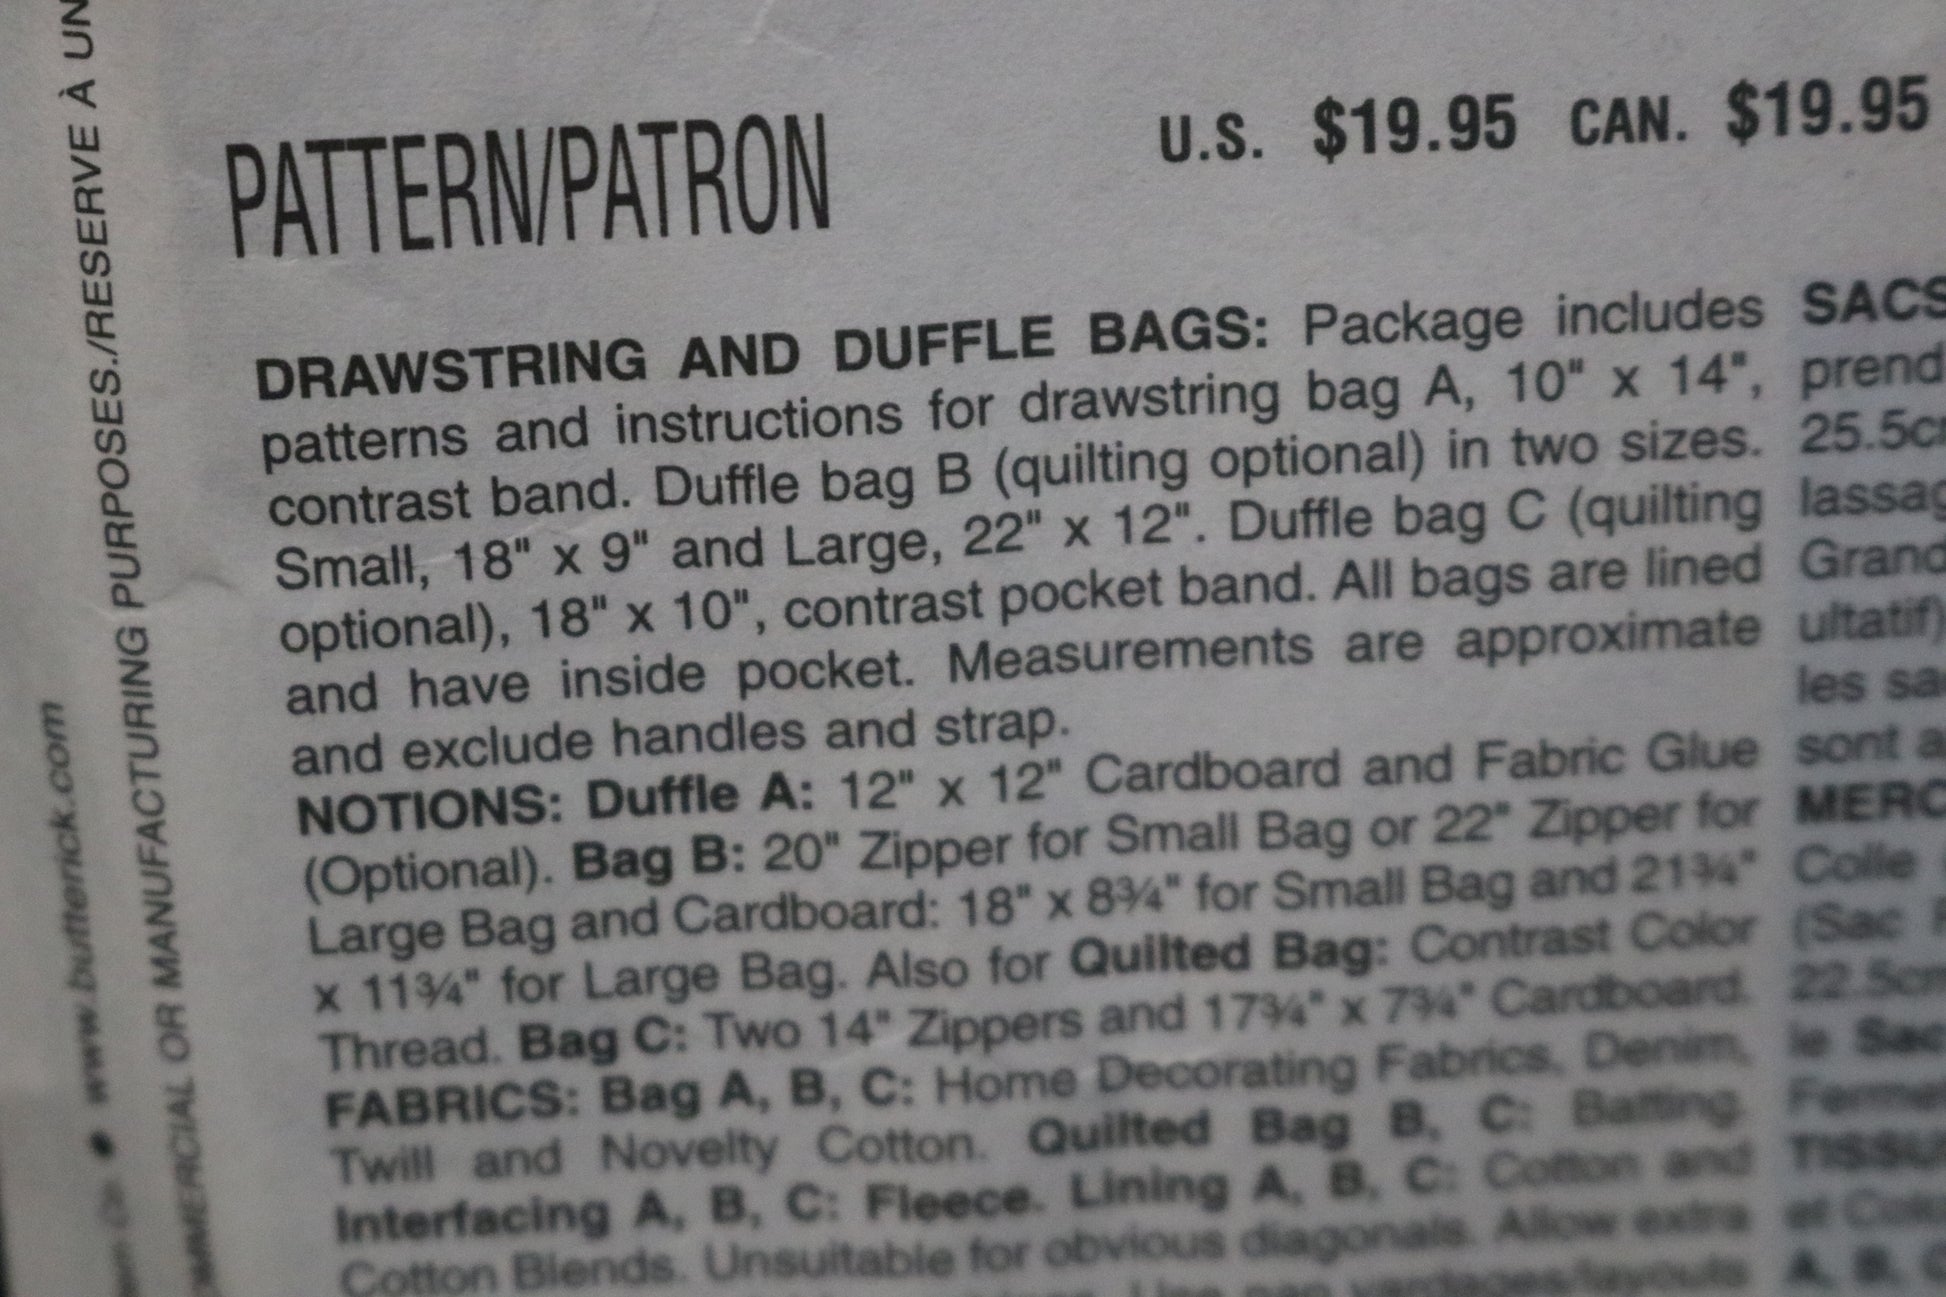 PATTERN/PATRON
U.S. $19.95 CAN. $19.95
DRAWSTRING AND DUFFLE BAGS: Package includes
patterns and instructions for drawstring bag A, 10" x 14",
contrast band. Duffle bag B (quilting optional) in two sizes.
Small, 18" x 9" and Large, 22" x 12". Duffle bag C (quilting
optional), 18" x 10", contrast pocket band. All bags are lined
and have inside pocket. Measurements are approximate
and exclude handles and strap.
NOTIONS: Duffle A: 12" x 12" Cardboard and Fabric Glue
(Optional). Bag B: 20" Zipper for Small Bag or 22" Zipper for
Large Bag and Cardboard: 18" x 8¾" for Small Bag and 21¾"
x 11¾" for Large Bag. Also for Quilted Bag: Contrast Color
Thread. Bag C: Two 14" Zippers and 17¾" x 7¾" Cardboard.
FABRICS: Bag A, B, C: Home Decorating Fabrics, Denim,
Twill and Novelty Cotton. Quilted Bag B, C: Batting.
Interfacing A, B, C: Fleece. Lining A, B, C: Cotton and
Cotton Blends. Unsuitable for obvious diagonals. Allow extra
SACS
prend
25.5c
lassag
Grand
ultatif)
les sa
sont a
MERC
Colle
(Sac
22.5cm
le Sac
Fermet
TISSU
et Cot
A, B, C
• www.butterick.com
OMMERCIAL OR MANUFACTURING PURPOSES./RESERVE À UN